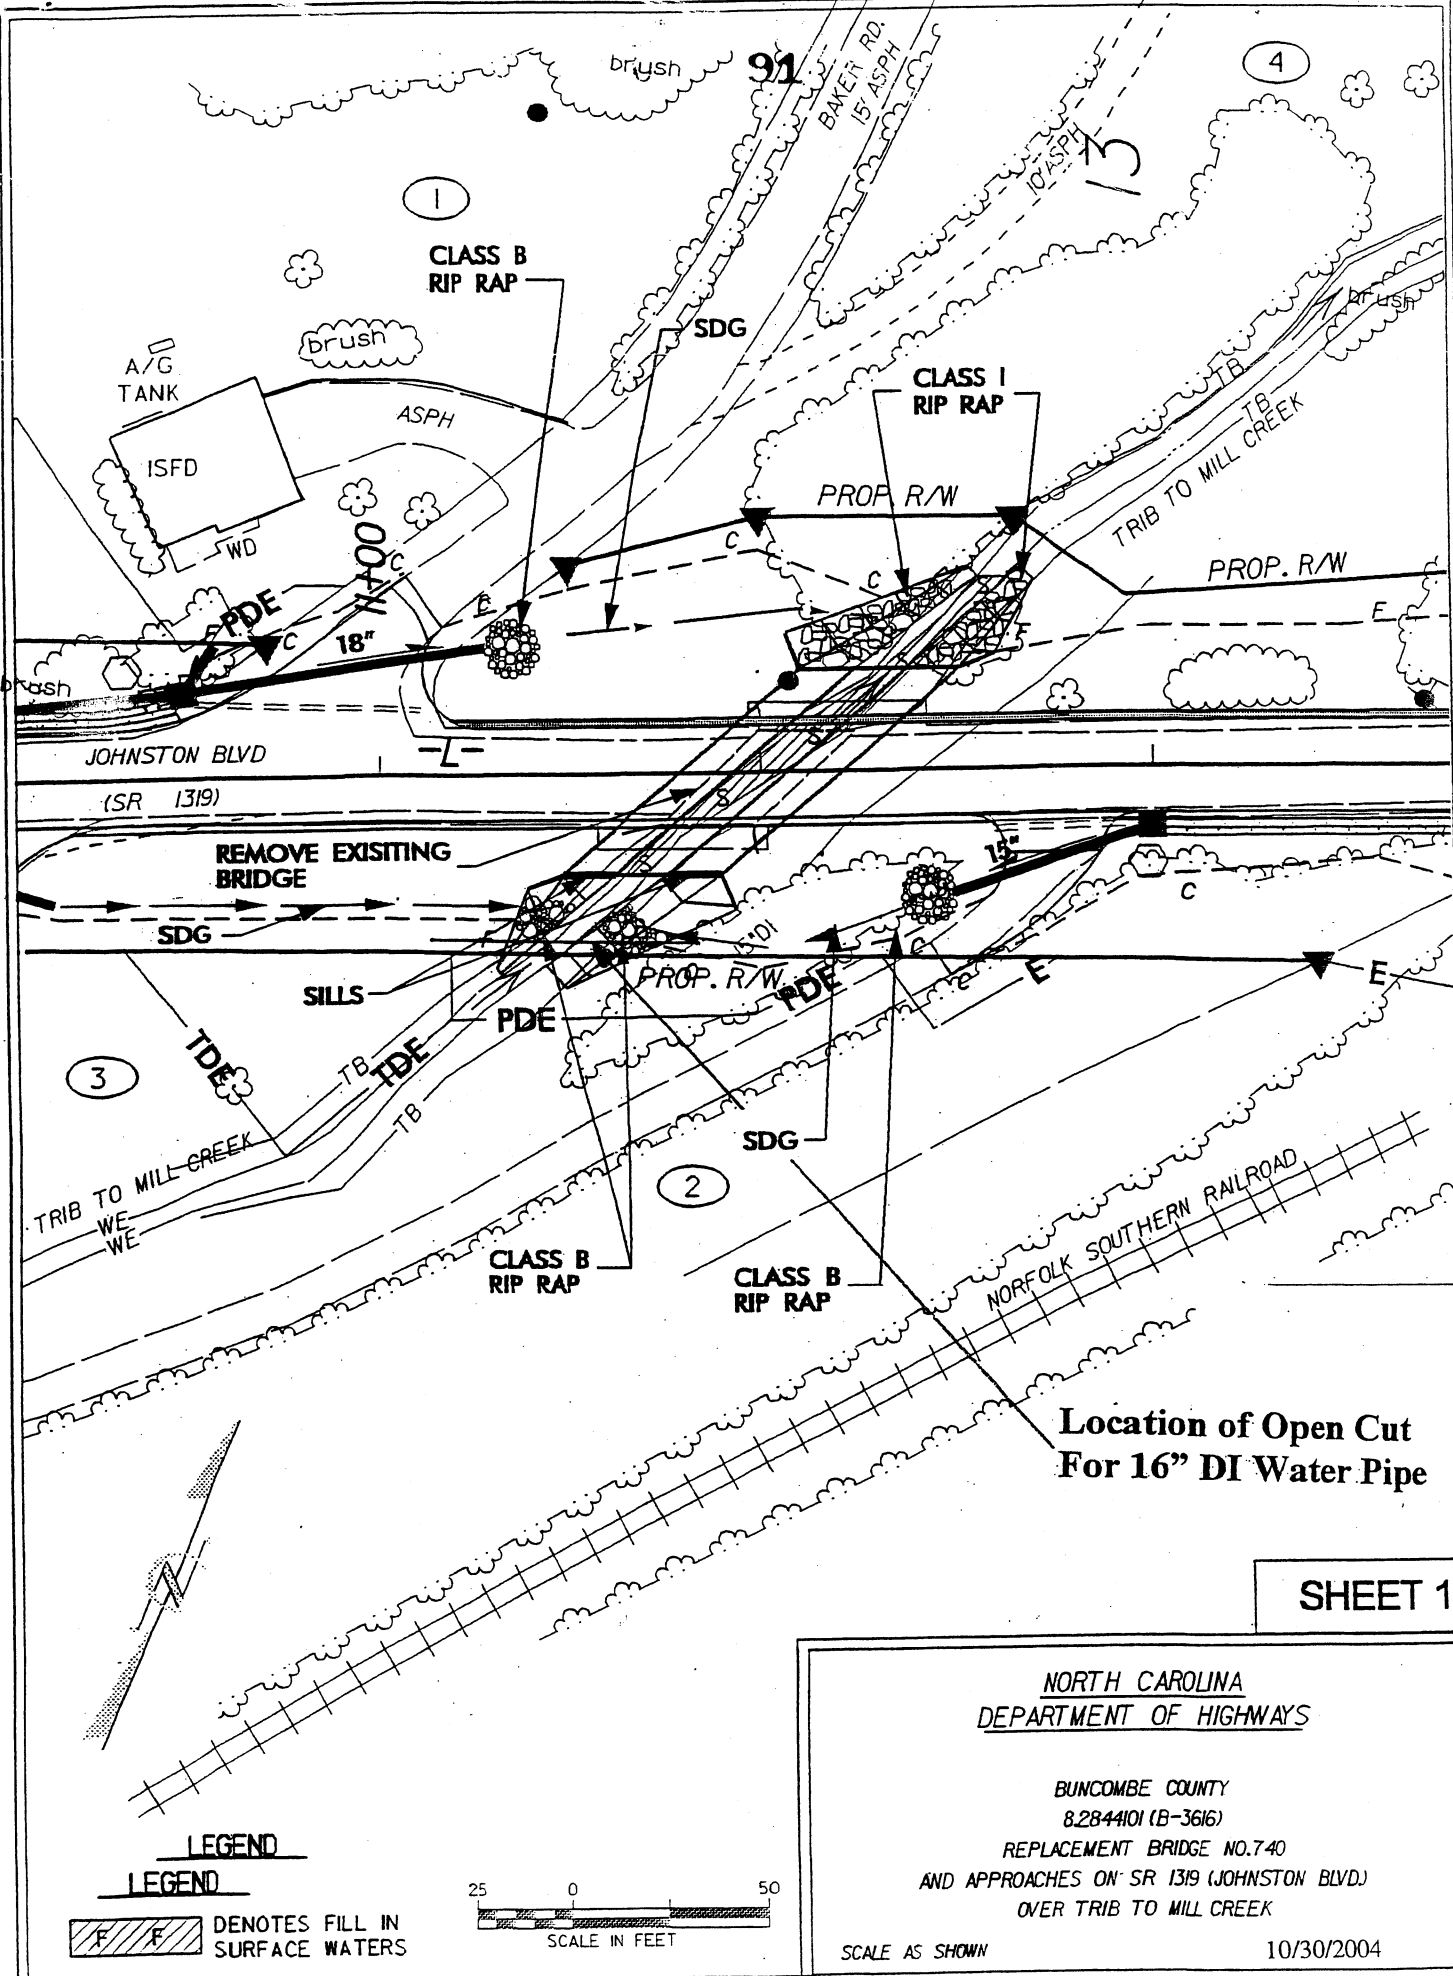 brush
91
BAKER RD.
15' ASPH
4
10' ASPH
13
1
CLASS B
RIP RAP
SDG
brush
brush
A/G
TANK
ASPH
CLASS I
RIP RAP
TB
TB
TRIB TO MILL CREEK
ISFD
PROP. R/W
WD
11+00
C
C
C
PROP. R/W
PDE
F
C
18"
E
F
brush
S
JOHNSTON BLVD
-L-
S
(SR 1319)
S
REMOVE EXISITING
BRIDGE
15"
C
SDG
15" DI
C
SILLS
PROP. R/W
PDE
C
E
E
PDE
TDE
TB
TDE
3
TB
SDG
TRIB TO MILL CREEK
WE
WE
2
NORFOLK SOUTHERN RAILROAD
CLASS B
RIP RAP
CLASS B
RIP RAP
Location of Open Cut
For 16” DI Water Pipe
SHEET 1
NORTH CAROLINA
DEPARTMENT OF HIGHWAYS
BUNCOMBE COUNTY
8.2844101 (B-3616)
REPLACEMENT BRIDGE NO.740
AND APPROACHES ON SR 1319 (JOHNSTON BLVD.)
OVER TRIB TO MILL CREEK
SCALE AS SHOWN 10/30/2004
LEGEND
LEGEND
F F DENOTES FILL IN
SURFACE WATERS
25 0 50
SCALE IN FEET